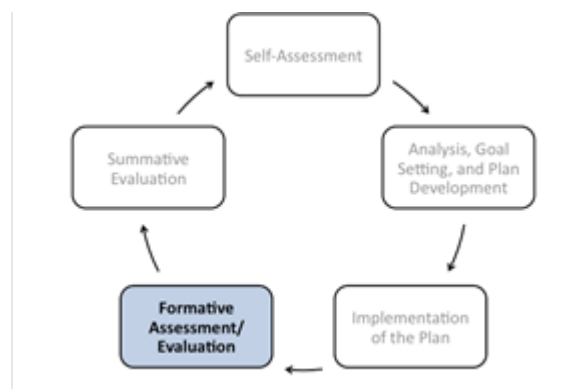 Self-Assessment
Analysis, Goal
Setting, and Plan
Development
Implementation
of the Plan
Formative
Assessment/
Evaluation
Summative
Evaluation